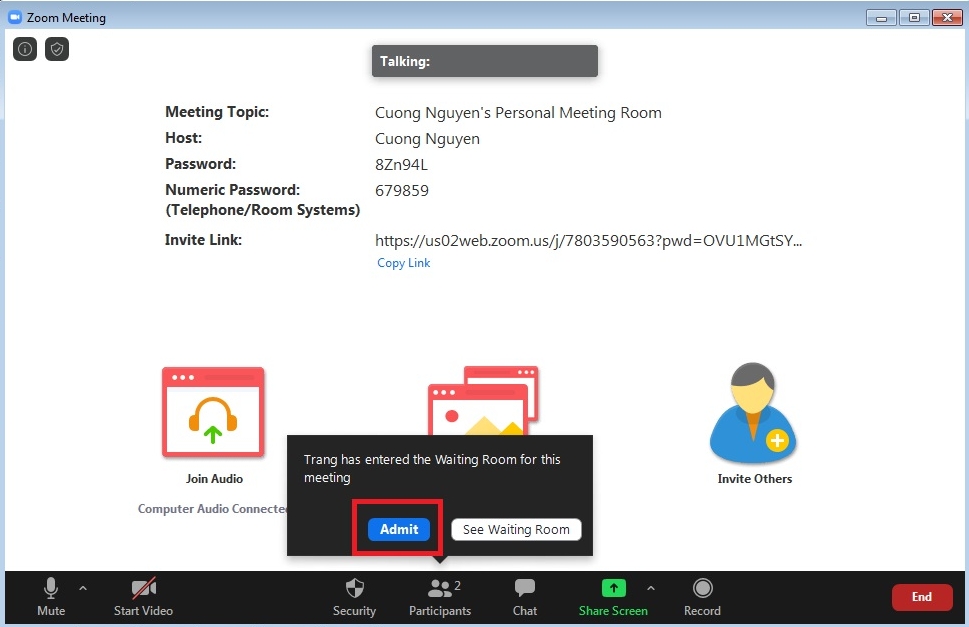 Zoom Meeting
Talking:
Meeting Topic: Cuong Nguyen's Personal Meeting Room
Host: Cuong Nguyen
Password: 8Zn94L
Numeric Password: 679859
(Telephone/Room Systems)
Invite Link: https://us02web.zoom.us/j/7803590563?pwd=OVU1MGtSY...
Copy Link
Join Audio
Computer Audio Connecte
Invite Others
Trang has entered the Waiting Room for this
meeting
Admit See Waiting Room
Mute Start Video Security Participants 2 Chat Share Screen Record End